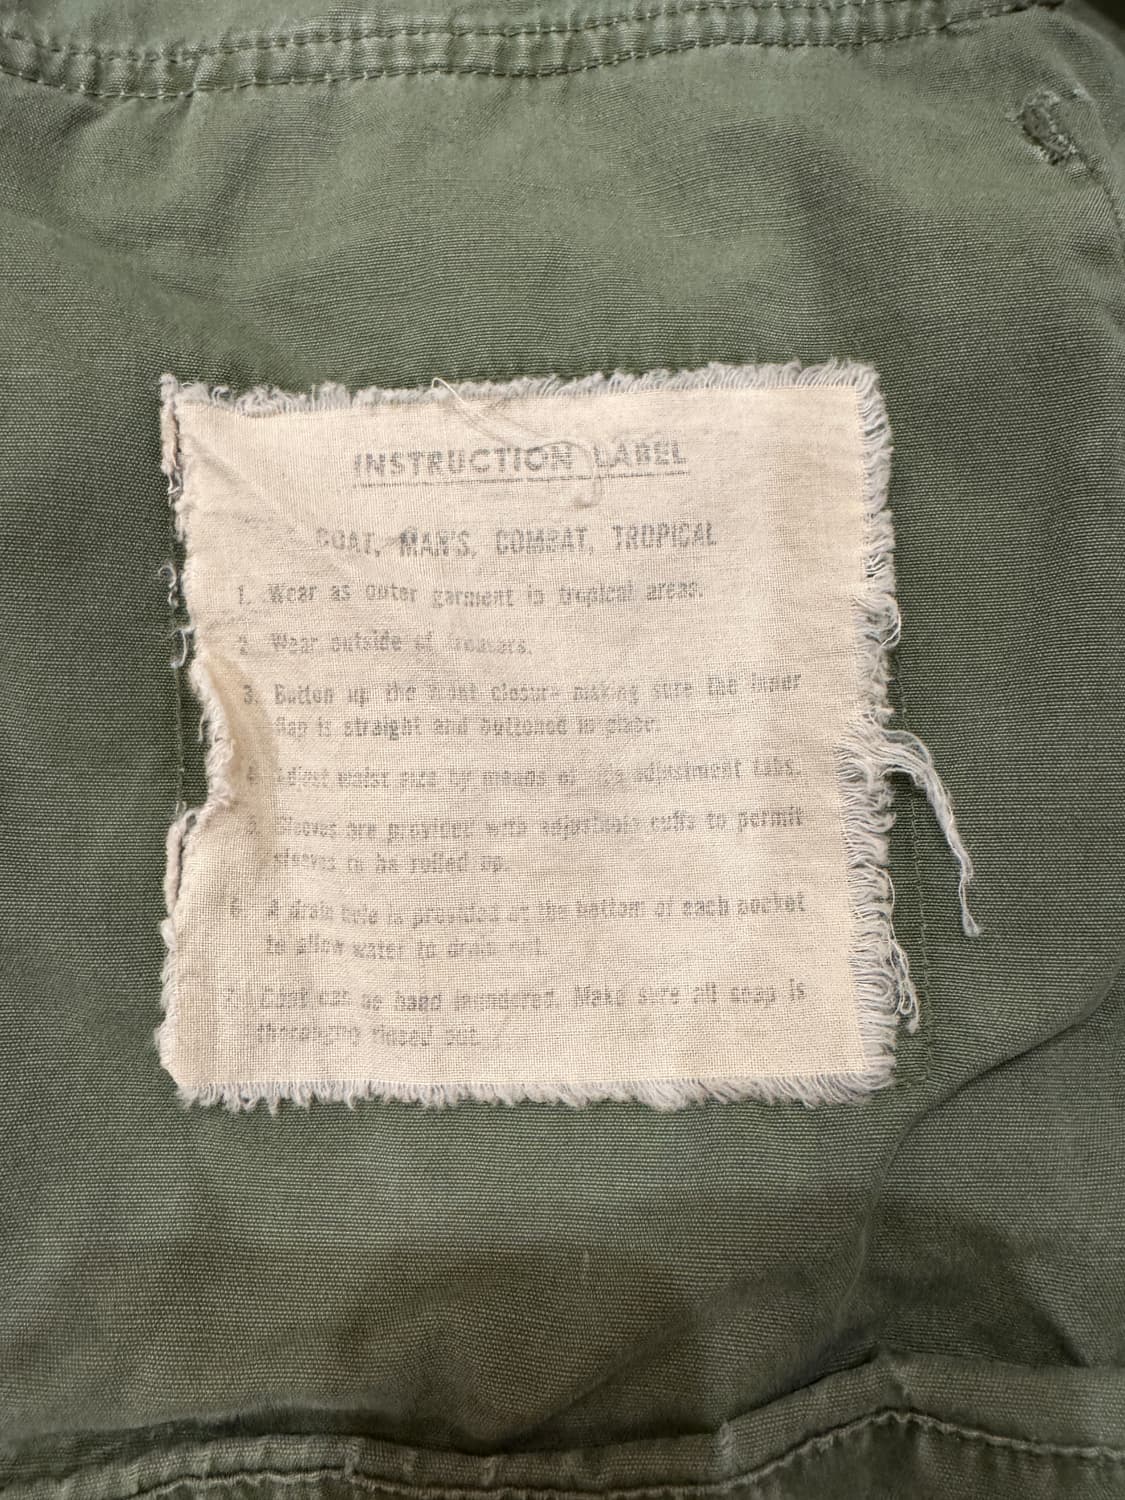 INSTRUCTION LABEL
COAT, MAN'S, COMBAT, TROPICAL
1. Wear as outer garment in tropical areas.
2. Wear outside of trousers.
3. Button up the front closure making sure the inner
flap is straight and buttoned in place.
4. Adjust waist size by means of adjustment tabs.
5. Sleeves are provided with adjustable cuffs to permit
sleeves to be rolled up.
6. A drain hole is provided at the bottom of each pocket
to allow water to drain out.
7. Coat can be hand laundered. Make sure all soap is
thoroughly rinsed out.